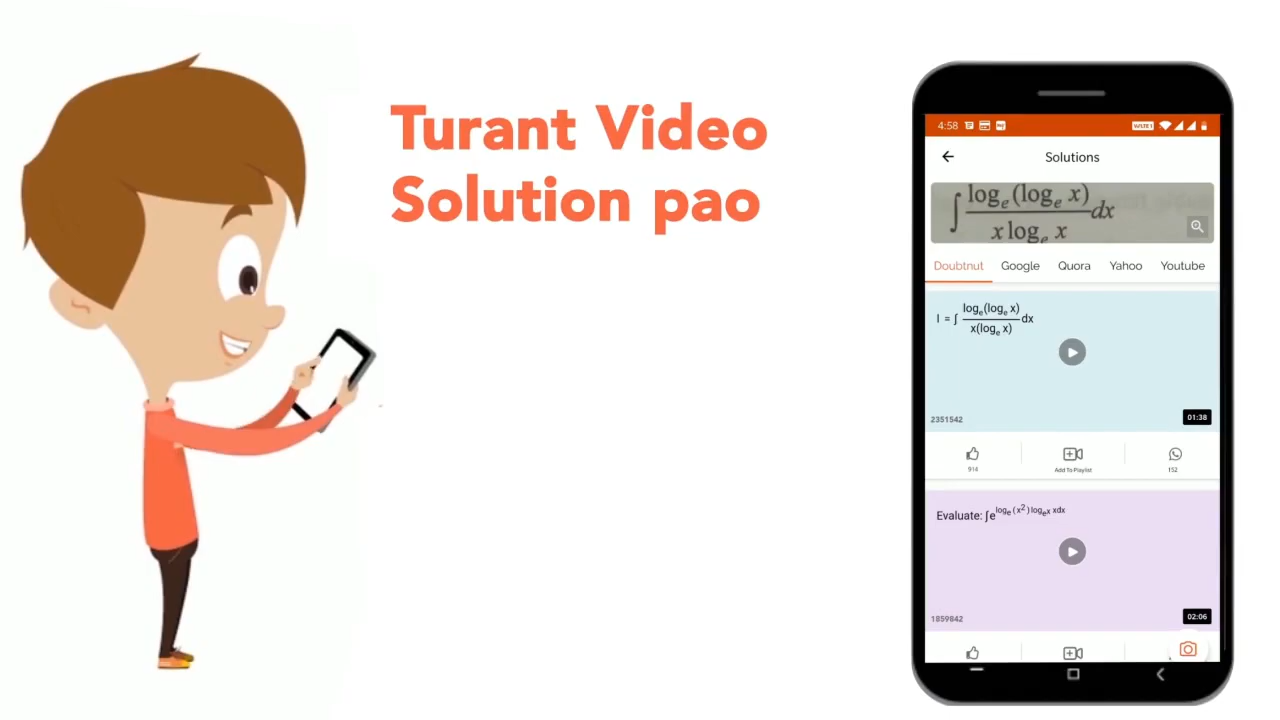 Turant Video
Solution pao
4:58
VoLTE1
Solutions
∫ logₑ(logₑ x) / x logₑ x dx
Doubtnut Google Quora Yahoo Youtube
I = ∫ logₑ(logₑ x) / x(logₑ x) dx
2351542 01:38
914 Add To Playlist 152
Evaluate: ∫e^logₑ(x²)logₑx xdx
1859842 02:06